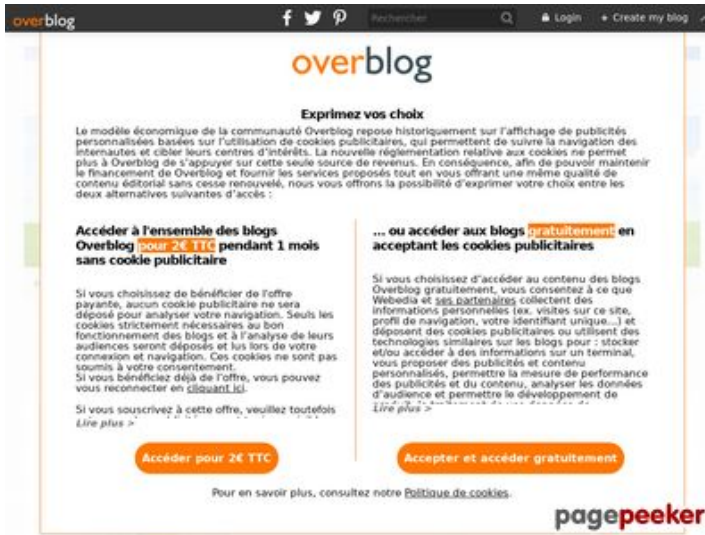 overblog
Rechercher
Login
+ Create my blog
overblog
Exprimez vos choix
Le modèle économique de la communauté Overblog repose historiquement sur l'affichage de publicités
personnalisées basées sur l'utilisation de cookies publicitaires, qui permettent de suivre la navigation des
internautes et cibler leurs centres d'intérêts. La nouvelle réglementation relative aux cookies ne permet
plus à Overblog de s'appuyer sur cette seule source de revenus. En conséquence, afin de pouvoir maintenir
le financement de Overblog et fournir les services proposés tout en vous offrant une même qualité de
contenu éditorial sans cesse renouvelé, nous vous offrons la possibilité d'exprimer votre choix entre les
deux alternatives suivantes d'accès :
Accéder à l'ensemble des blogs
Overblog pour 2€ TTC pendant 1 mois
sans cookie publicitaire
Si vous choisissez de bénéficier de l'offre
payante, aucun cookie publicitaire ne sera
déposé pour analyser votre navigation. Seuls les
cookies strictement nécessaires au bon
fonctionnement des blogs et à l'analyse de leurs
audiences seront déposés et lus lors de votre
connexion et navigation. Ces cookies ne sont pas
soumis à votre consentement.
Si vous bénéficiez déjà de l'offre, vous pouvez
vous reconnecter en cliquant ici.
Si vous souscrivez à cette offre, veuillez toutefois
Lire plus >
Accéder pour 2€ TTC
... ou accéder aux blogs gratuitement en
acceptant les cookies publicitaires
Si vous choisissez d'accéder au contenu des blogs
Overblog gratuitement, vous consentez à ce que
Webedia et ses partenaires collectent des
informations personnelles (ex. visites sur ce site,
profil de navigation, votre identifiant unique...) et
déposent des cookies publicitaires ou utilisent des
technologies similaires sur les blogs pour : stocker
et/ou accéder à des informations sur un terminal,
vous proposer des publicités et contenu
personnalisés, permettre la mesure de performance
des publicités et du contenu, analyser les données
d'audience et permettre le développement de
Lire plus >
Accepter et accéder gratuitement
Pour en savoir plus, consultez notre Politique de cookies.
pagepeeker